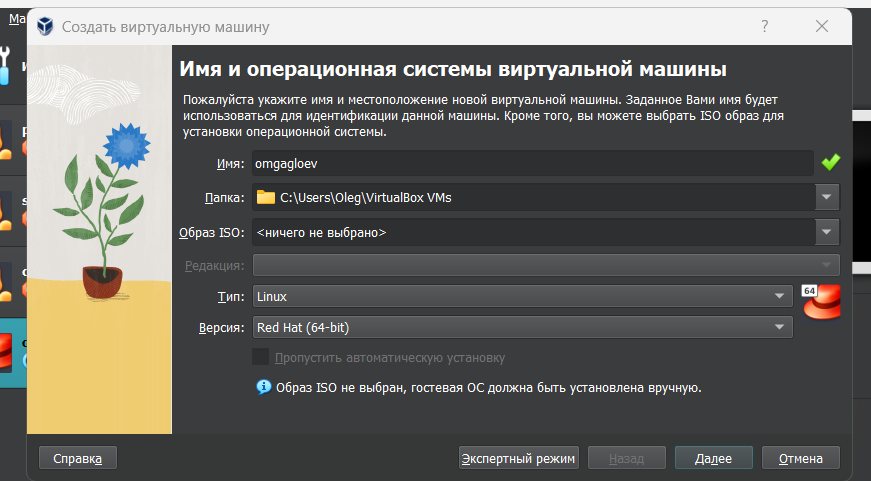 Создать виртуальную машину
?
Имя и операционная системы виртуальной машины
Пожалуйста укажите имя и местоположение новой виртуальной машины. Заданное Вами имя будет
использоваться для идентификации данной машины. Кроме того, вы можете выбрать ISO образ для
установки операционной системы.
Имя: omgagloev
Папка: C:\Users\Oleg\VirtualBox VMs
Образ ISO: <ничего не выбрано>
Редакция:
Тип: Linux
64
Версия: Red Hat (64-bit)
Пропустить автоматическую установку
Образ ISO не выбран, гостевая ОС должна быть установлена вручную.
Справка Экспертный режим Назад Далее Отмена